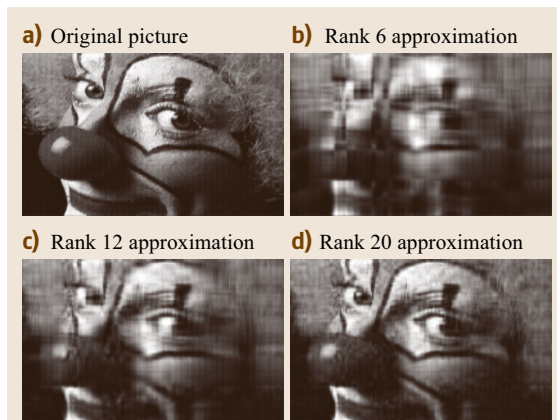 a) Original picture
b) Rank 6 approximation
c) Rank 12 approximation
d) Rank 20 approximation